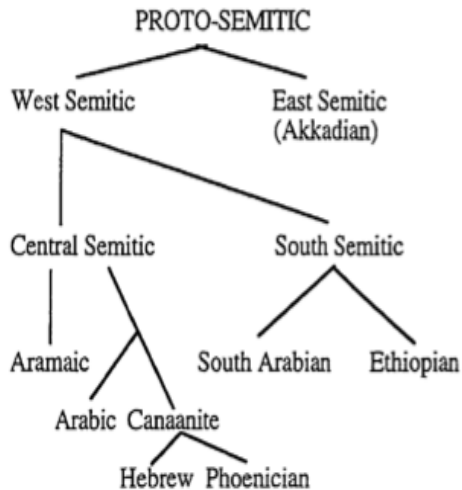 PROTO-SEMITIC
West Semitic East Semitic
(Akkadian)
Central Semitic South Semitic
Aramaic South Arabian Ethiopian
Arabic Canaanite
Hebrew Phoenician